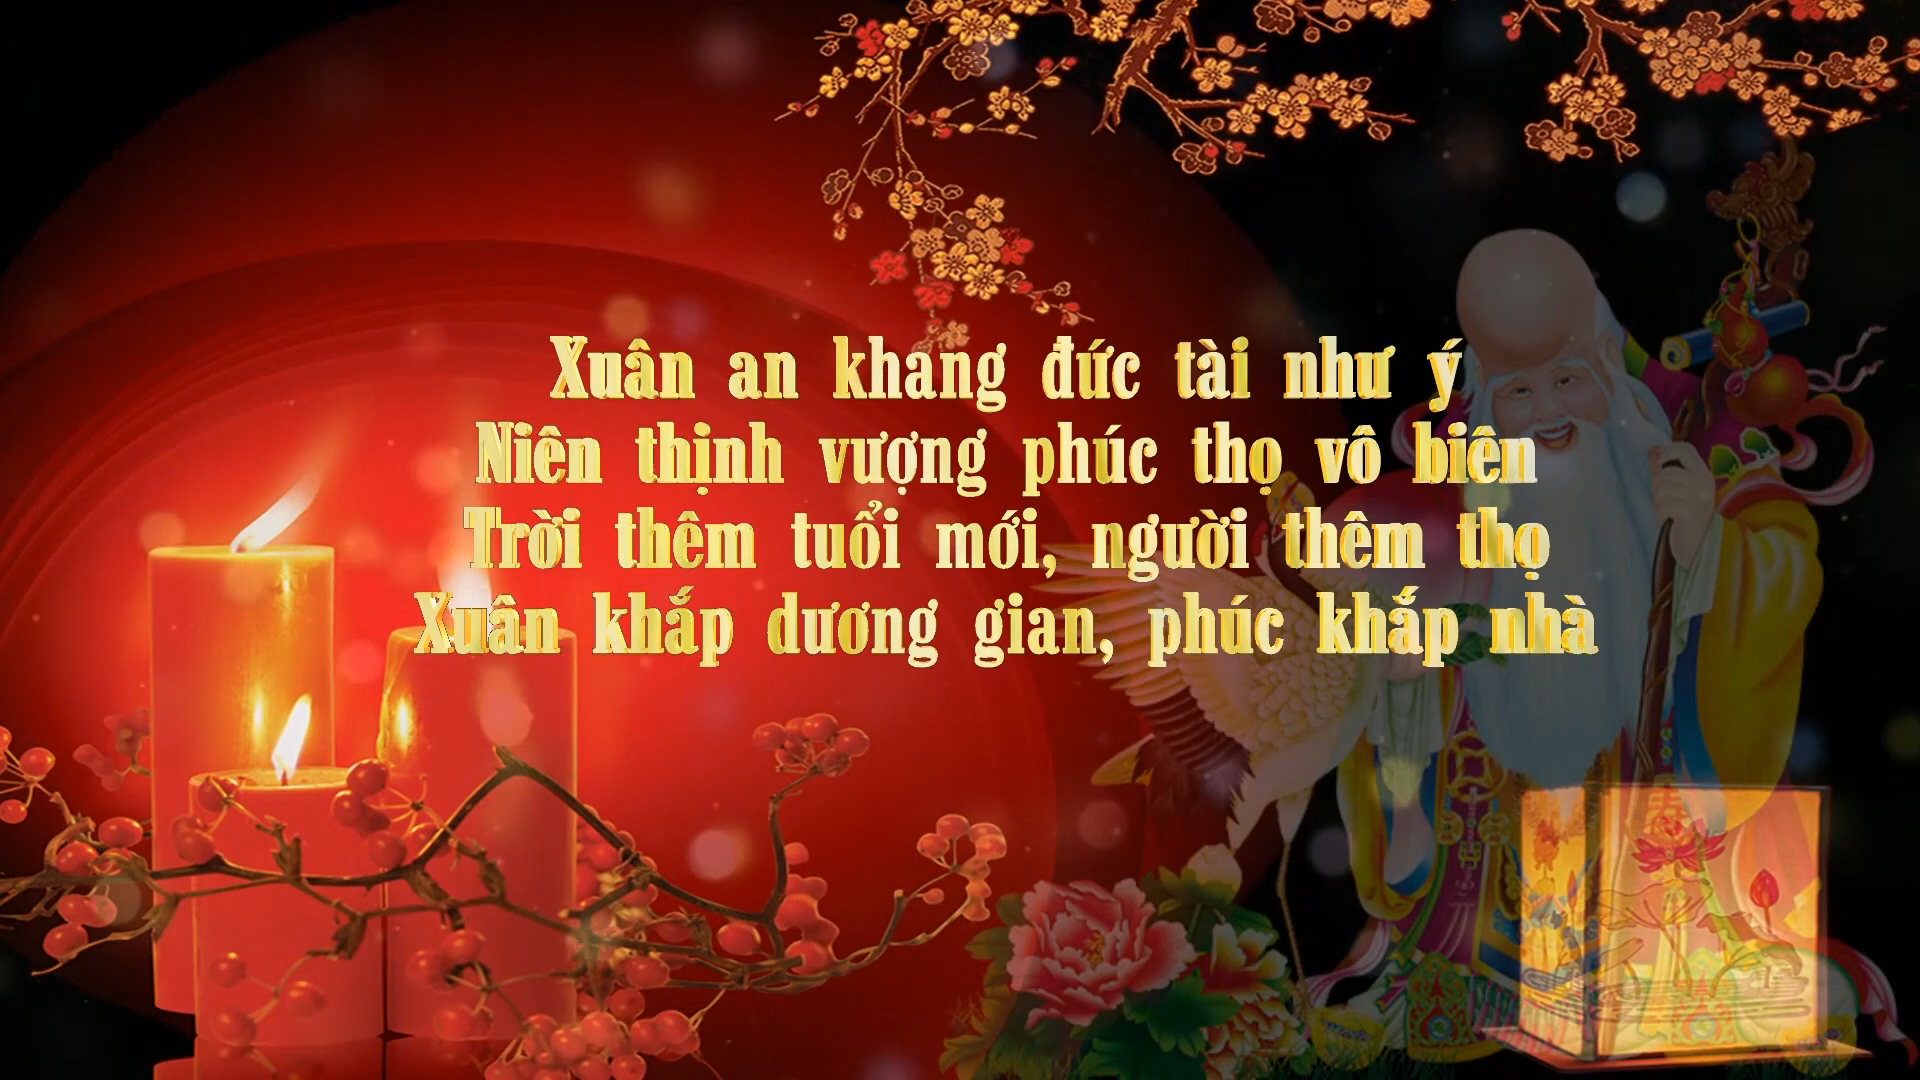 Xuân an khang đức tài như ý
Niên thịnh vượng phúc thọ vô biên
Trời thêm tuổi mới, người thêm thọ
Xuân khắp dương gian, phúc khắp nhà